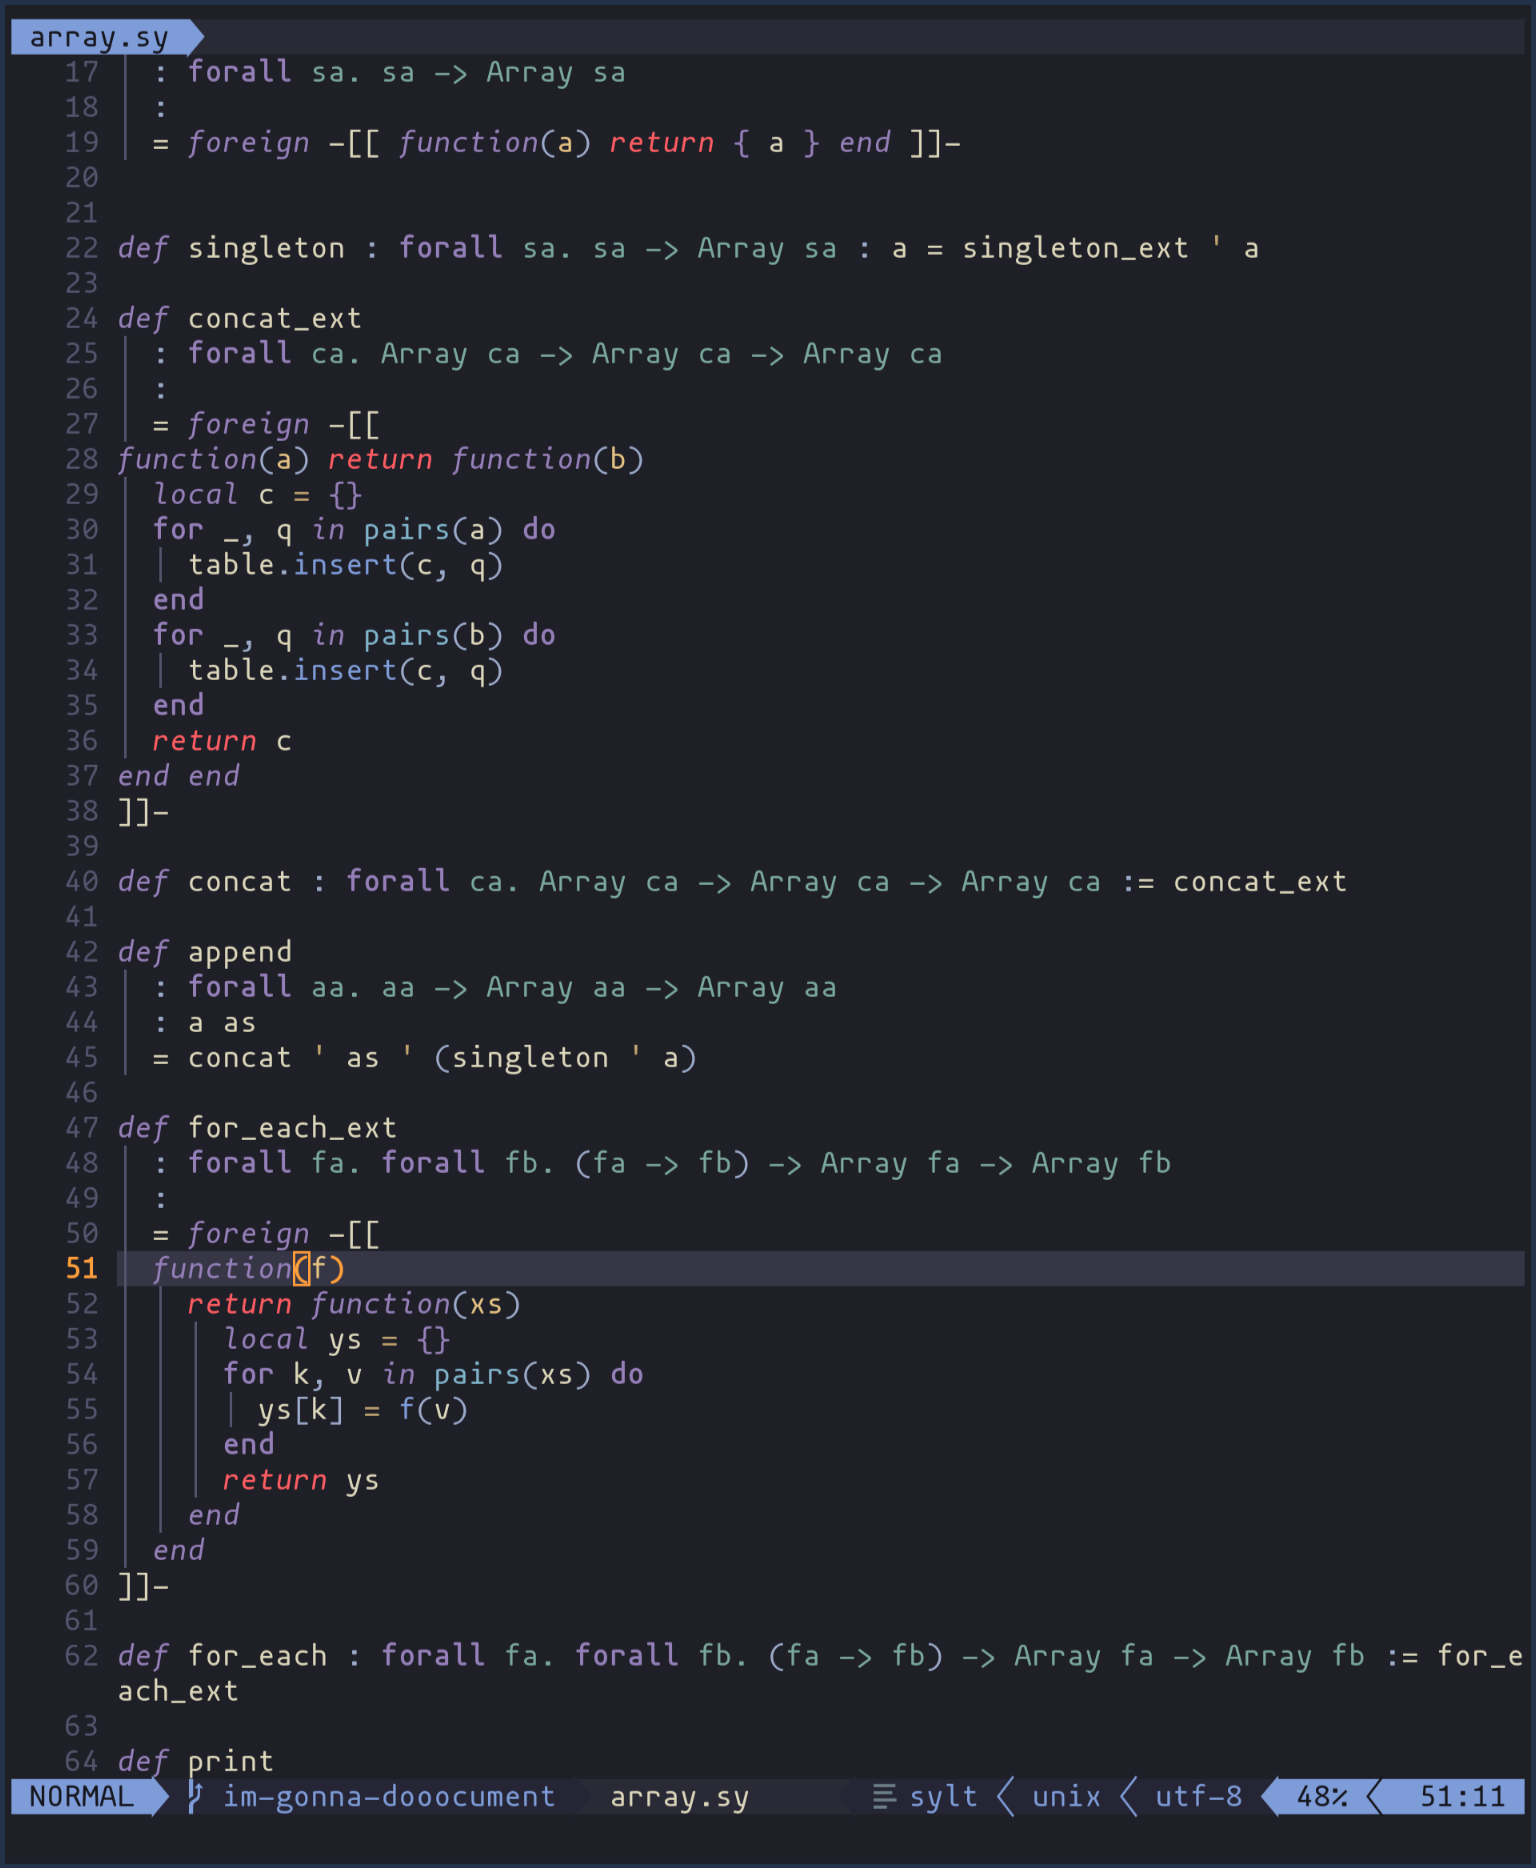 array.sy
17 : forall sa. sa -> Array sa
18 :
19 = foreign -[[ function(a) return { a } end ]]-
20
21
22 def singleton : forall sa. sa -> Array sa : a = singleton_ext ' a
23
24 def concat_ext
25 : forall ca. Array ca -> Array ca -> Array ca
26 :
27 = foreign -[[
28 function(a) return function(b)
29 local c = {}
30 for _, q in pairs(a) do
31 table.insert(c, q)
32 end
33 for _, q in pairs(b) do
34 table.insert(c, q)
35 end
36 return c
37 end end
38 ]]-
39
40 def concat : forall ca. Array ca -> Array ca -> Array ca := concat_ext
41
42 def append
43 : forall aa. aa -> Array aa -> Array aa
44 : a as
45 = concat ' as ' (singleton ' a)
46
47 def for_each_ext
48 : forall fa. forall fb. (fa -> fb) -> Array fa -> Array fb
49 :
50 = foreign -[[
51 function(f)
52 return function(xs)
53 local ys = {}
54 for k, v in pairs(xs) do
55 ys[k] = f(v)
56 end
57 return ys
58 end
59 end
60 ]]-
61
62 def for_each : forall fa. forall fb. (fa -> fb) -> Array fa -> Array fb := for_e
ach_ext
63
64 def print
NORMAL im-gonna-dooocument array.sy sylt unix utf-8 48% 51:11